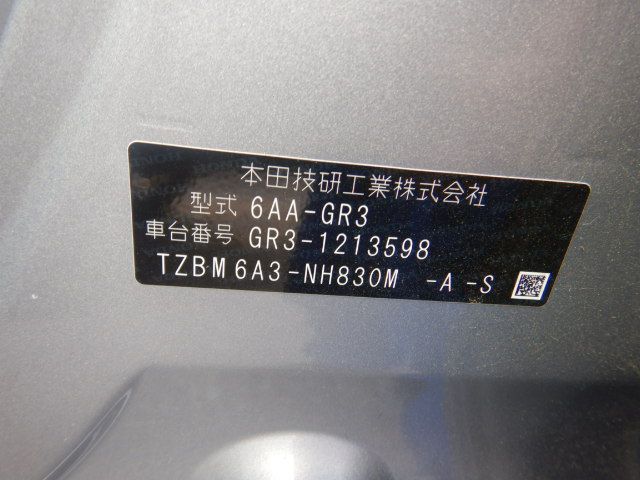 本田技研工業株式会社
型式 6AA-GR3
車台番号 GR3-1213598
TZBM6A3-NH830M -A -S